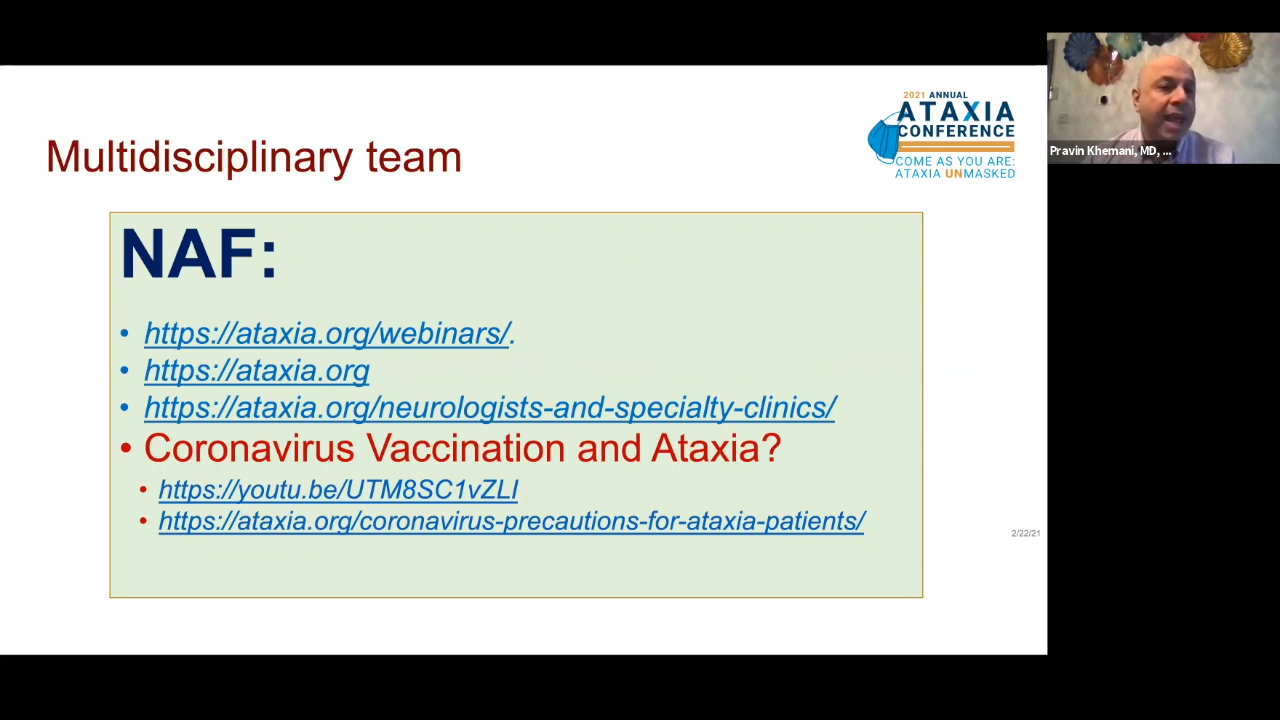 2021 ANNUAL
ATAXIA
CONFERENCE
COME AS YOU ARE:
ATAXIA UNMASKED
Pravin Khemani, MD, ...
Multidisciplinary team
NAF:
• https://ataxia.org/webinars/.
• https://ataxia.org
• https://ataxia.org/neurologists-and-specialty-clinics/
• Coronavirus Vaccination and Ataxia?
• https://youtu.be/UTM8SC1vZLI
• https://ataxia.org/coronavirus-precautions-for-ataxia-patients/
2/22/21